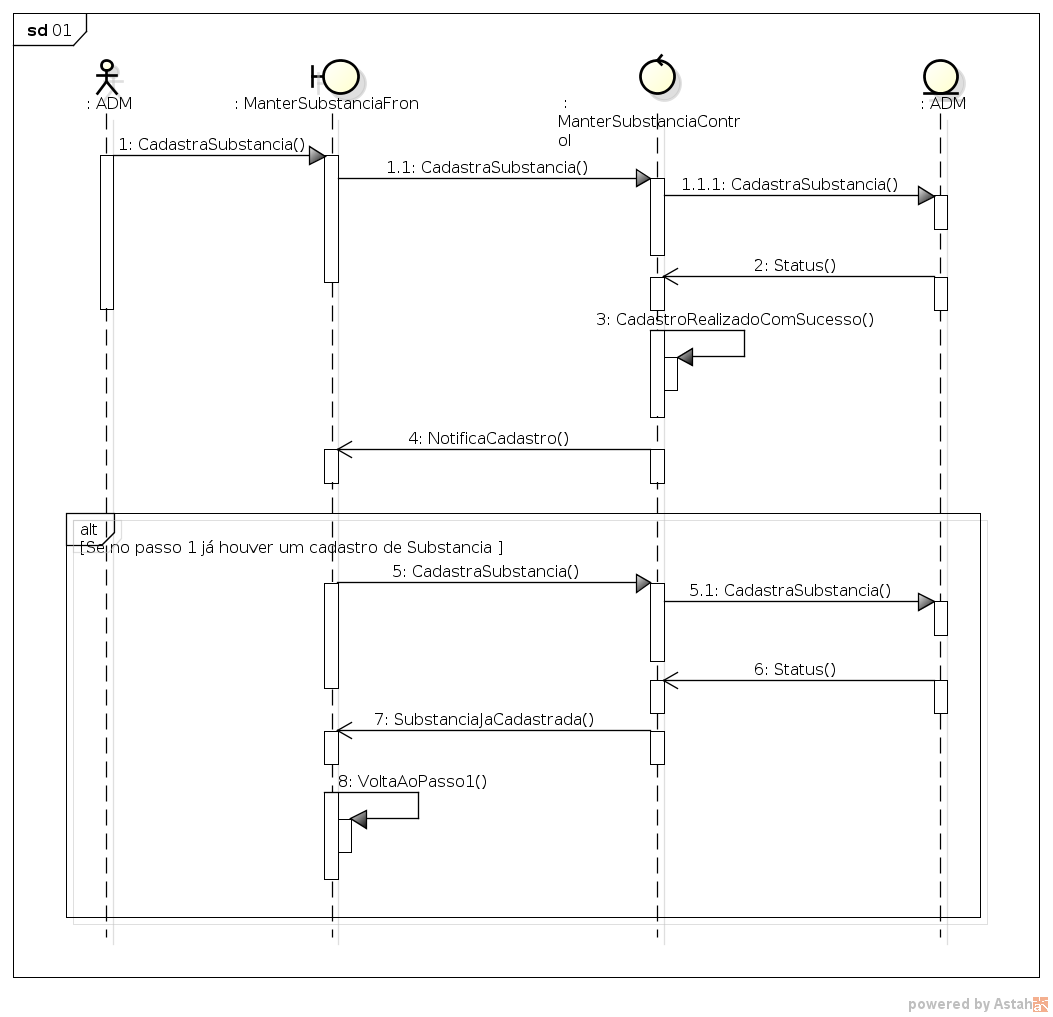 sd 01
: ADM
: ManterSubstanciaFron
:
ManterSubstanciaContr
ol
: ADM
1: CadastraSubstancia()
1.1: CadastraSubstancia()
1.1.1: CadastraSubstancia()
2: Status()
3: CadastroRealizadoComSucesso()
4: NotificaCadastro()
alt
[Se no passo 1 já houver um cadastro de Substancia ]
5: CadastraSubstancia()
5.1: CadastraSubstancia()
6: Status()
7: SubstanciaJaCadastrada()
8: VoltaAoPasso1()
powered by Astah